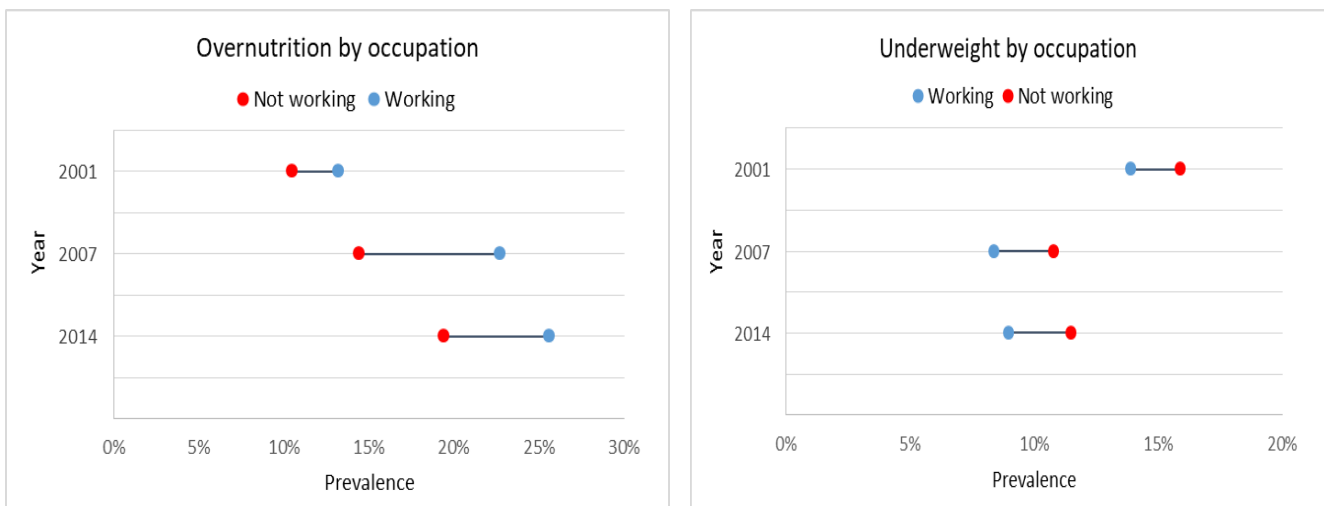 Overnutrition by occupation
Not working Working
Year
2001
2007
2014
0% 5% 10% 15% 20% 25% 30%
Prevalence
Underweight by occupation
Working Not working
Year
2001
2007
2014
0% 5% 10% 15% 20%
Prevalence